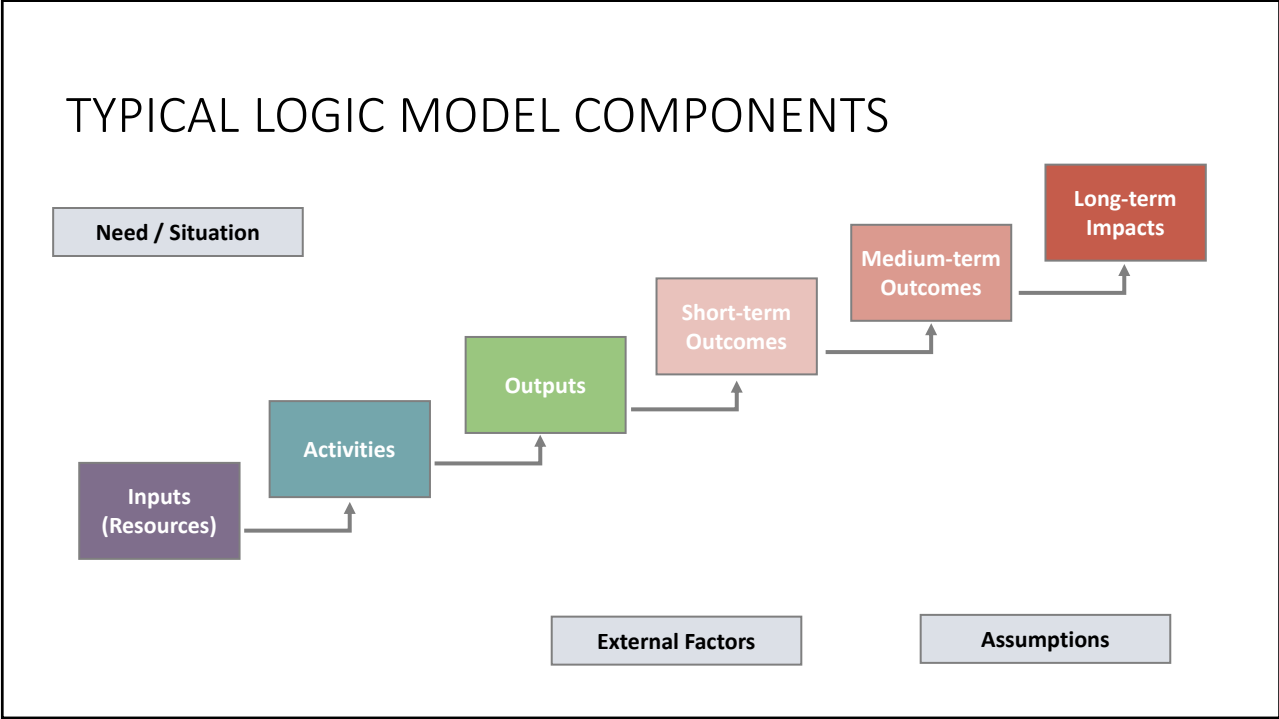 TYPICAL LOGIC MODEL COMPONENTS
Need / Situation
Inputs
(Resources)
Activities
Outputs
Short-term
Outcomes
Medium-term
Outcomes
Long-term
Impacts
External Factors
Assumptions